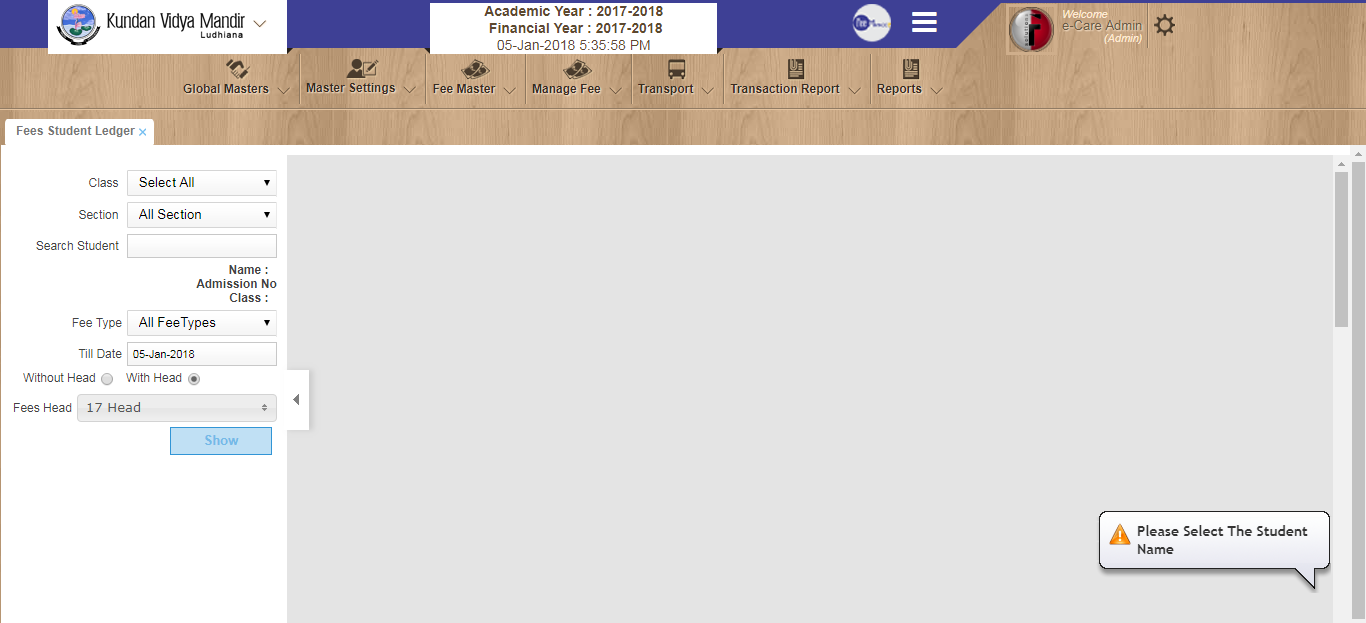 Kundan Vidya Mandir
Ludhiana
Academic Year : 2017-2018
Financial Year : 2017-2018
05-Jan-2018 5:35:58 PM
Welcome
e-Care Admin
(Admin)
Global Masters
Master Settings
Fee Master
Manage Fee
Transport
Transaction Report
Reports
Fees Student Ledger ×
Class Select All
Section All Section
Search Student
Name :
Admission No
Class :
Fee Type All FeeTypes
Till Date 05-Jan-2018
Without Head With Head
Fees Head 17 Head
Show
Please Select The Student
Name